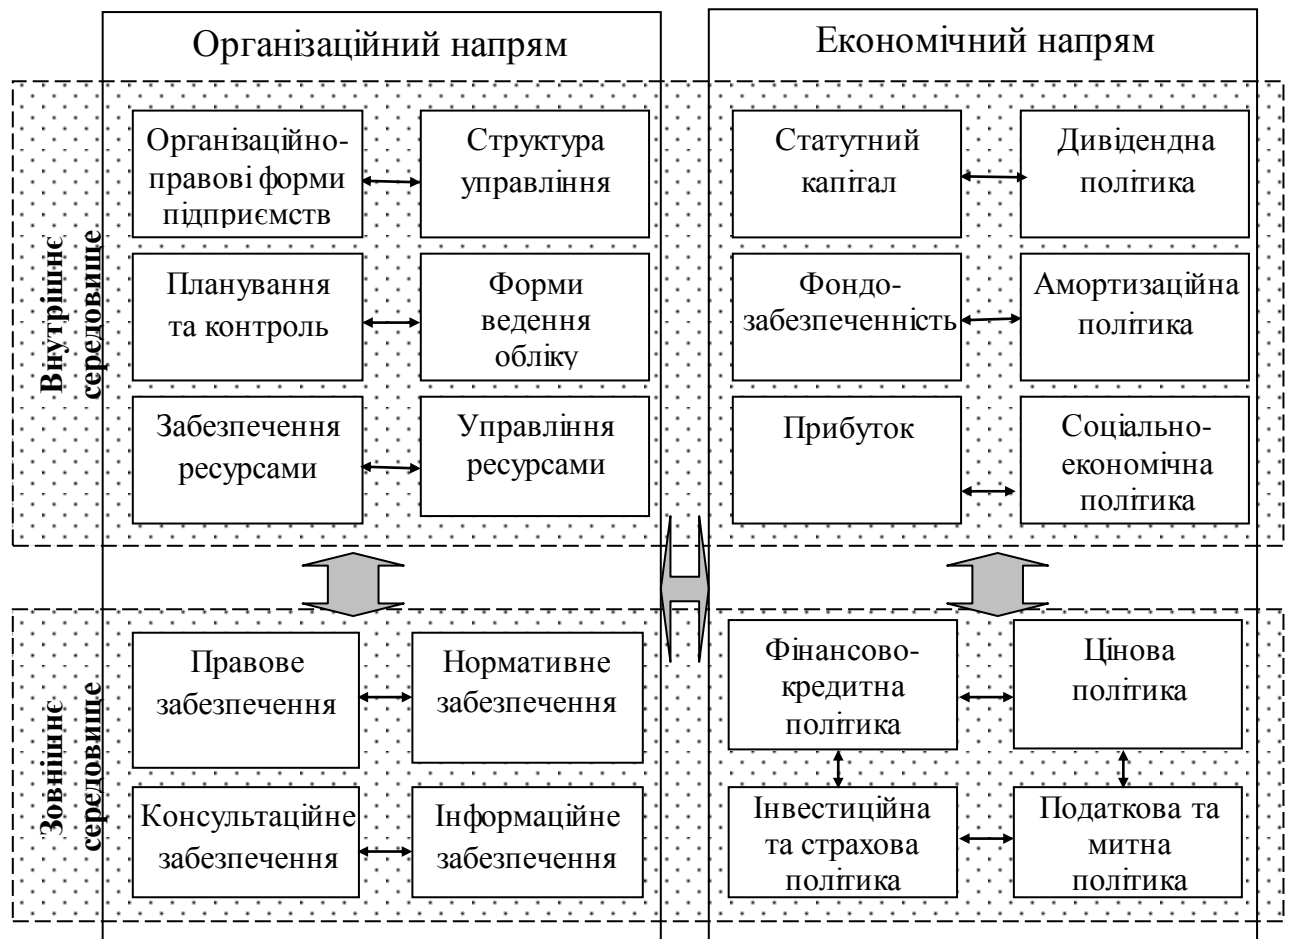 Організаційний напрям
Економічний напрям
Внутрішнє
середовище
Організаційно-
правові форми
підприємств
Структура
управління
Статутний
капітал
Дивідендна
політика
Планування
та контроль
Форми
ведення
обліку
Фондо-
забезпеченність
Амортизаційна
політика
Забезпечення
ресурсами
Управління
ресурсами
Прибуток
Соціально-
економічна
політика
Зовнішнє
середовище
Правове
забезпечення
Нормативне
забезпечення
Фінансово-
кредитна
політика
Цінова
політика
Консультаційне
забезпечення
Інформаційне
забезпечення
Інвестиційна
та страхова
політика
Податкова та
митна
політика